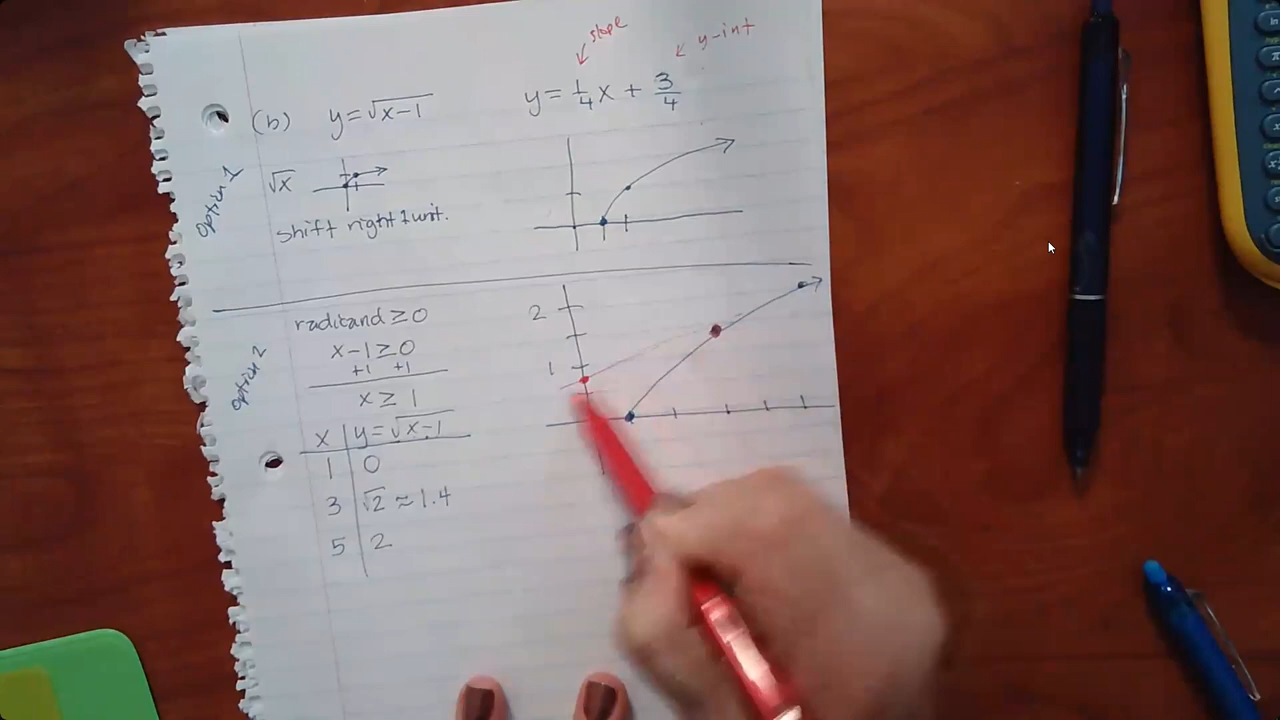 slope
y-int
(b) y = √x-1
y = 1/4 x + 3/4
Option 1
√x
shift right 1 unit.
Option 2
radicand ≥ 0
x-1 ≥ 0
+1 +1
x ≥ 1
x | y = √x-1
1 | 0
3 | √2 ≈ 1.4
5 | 2
2
1